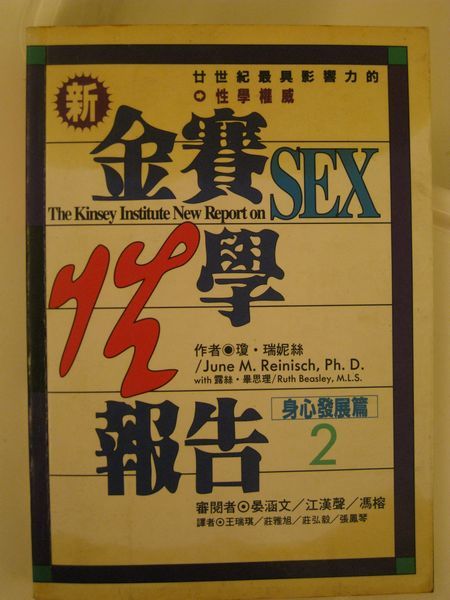 新
廿世紀最具影響力的
性學權威
金賽
The Kinsey Institute New Report on SEX
性學
作者◉瓊・瑞妮絲
/June M. Reinisch, Ph. D.
with 露絲・畢思理/Ruth Beasley, M.L.S.
報告
身心發展篇
2
審閱者◎晏涵文/江漢聲/馮榕
譯者◎王瑞琪/莊雅旭/莊弘毅/張鳳琴